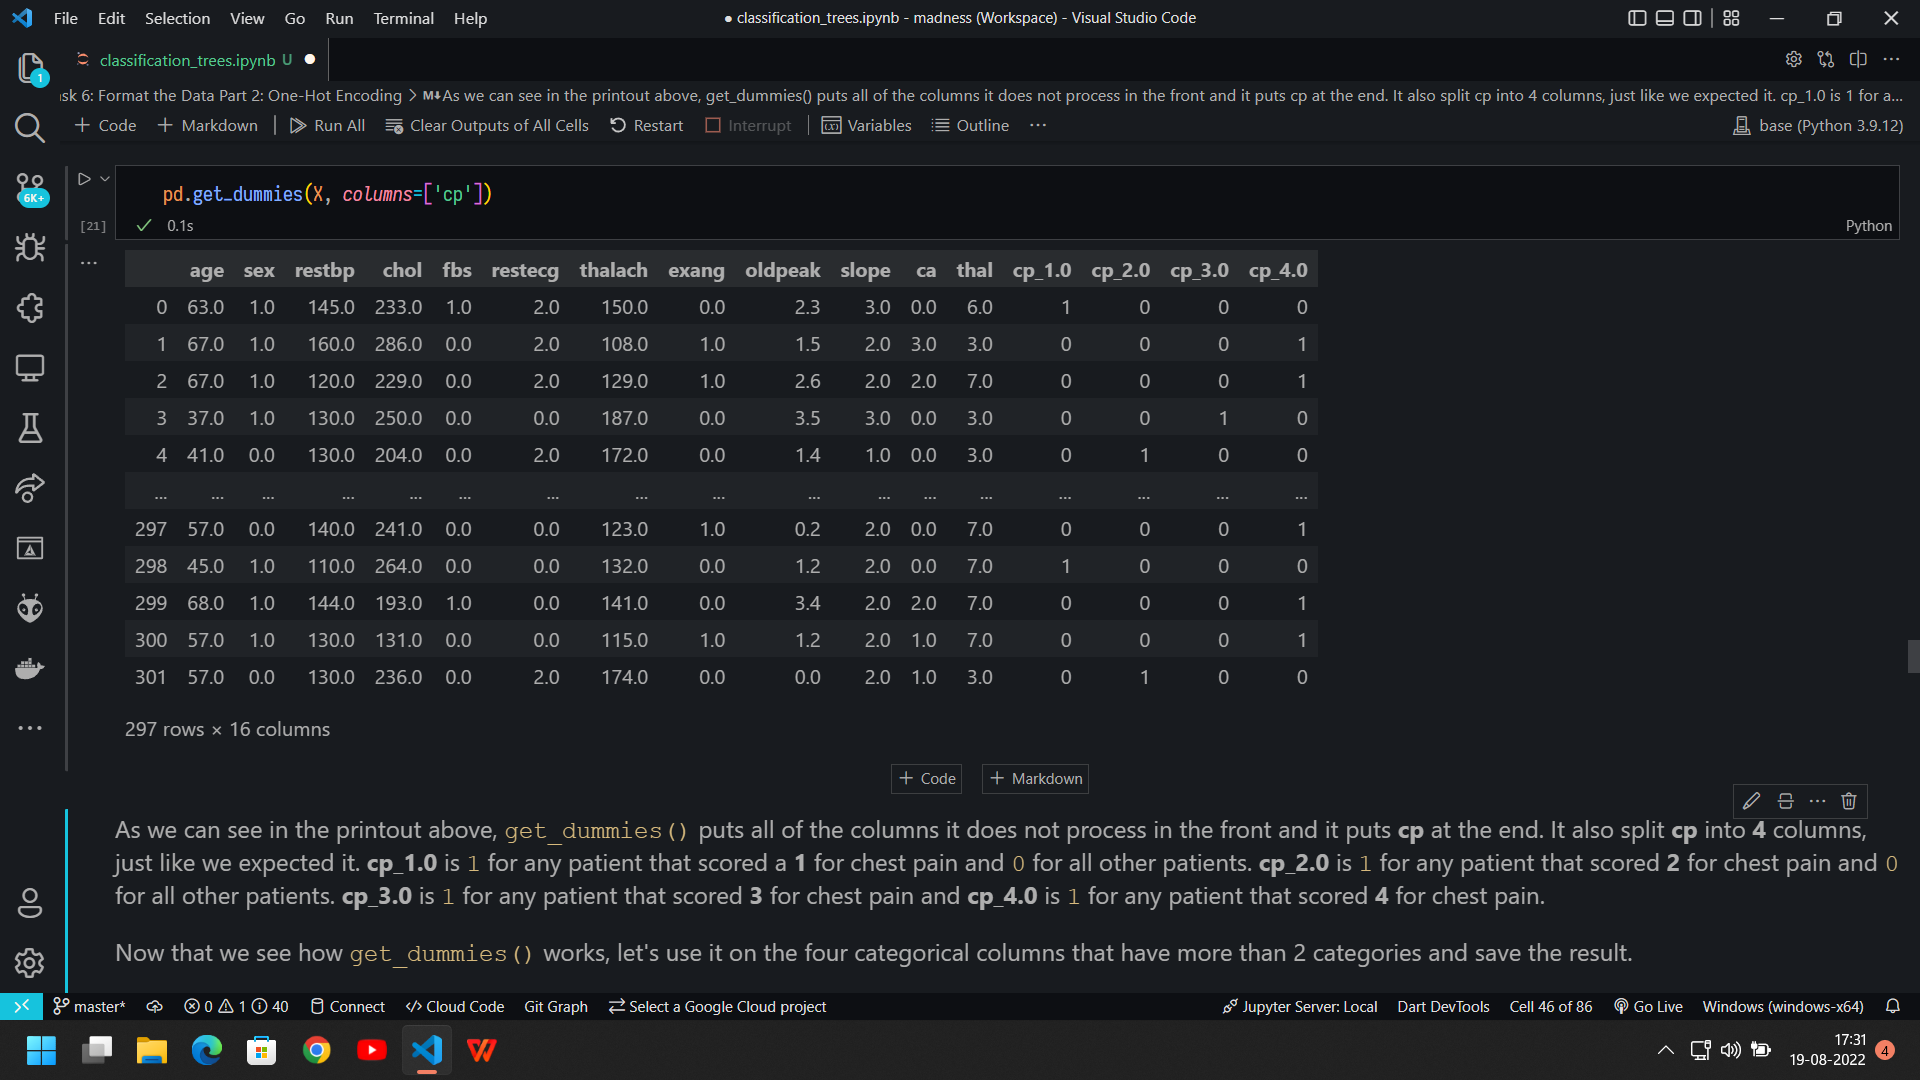 File Edit Selection View Go Run Terminal Help
● classification_trees.ipynb - madness (Workspace) - Visual Studio Code
classification_trees.ipynb U ●
1
sk 6: Format the Data Part 2: One-Hot Encoding > M↓As we can see in the printout above, get_dummies() puts all of the columns it does not process in the front and it puts cp at the end. It also split cp into 4 columns, just like we expected it. cp_1.0 is 1 for a...
+ Code + Markdown Run All Clear Outputs of All Cells Restart Interrupt Variables Outline ... base (Python 3.9.12)
6K+
pd.get_dummies(X, columns=['cp'])
[21] ✓ 0.1s Python
age sex restbp chol fbs restecg thalach exang oldpeak slope ca thal cp_1.0 cp_2.0 cp_3.0 cp_4.0
0 63.0 1.0 145.0 233.0 1.0 2.0 150.0 0.0 2.3 3.0 0.0 6.0 1 0 0 0
1 67.0 1.0 160.0 286.0 0.0 2.0 108.0 1.0 1.5 2.0 3.0 3.0 0 0 0 1
2 67.0 1.0 120.0 229.0 0.0 2.0 129.0 1.0 2.6 2.0 2.0 7.0 0 0 0 1
3 37.0 1.0 130.0 250.0 0.0 0.0 187.0 0.0 3.5 3.0 0.0 3.0 0 0 1 0
4 41.0 0.0 130.0 204.0 0.0 2.0 172.0 0.0 1.4 1.0 0.0 3.0 0 1 0 0
... ... ... ... ... ... ... ... ... ... ... ... ... ... ... ... ...
297 57.0 0.0 140.0 241.0 0.0 0.0 123.0 1.0 0.2 2.0 0.0 7.0 0 0 0 1
298 45.0 1.0 110.0 264.0 0.0 0.0 132.0 0.0 1.2 2.0 0.0 7.0 1 0 0 0
299 68.0 1.0 144.0 193.0 1.0 0.0 141.0 0.0 3.4 2.0 2.0 7.0 0 0 0 1
300 57.0 1.0 130.0 131.0 0.0 0.0 115.0 1.0 1.2 2.0 1.0 7.0 0 0 0 1
301 57.0 0.0 130.0 236.0 0.0 2.0 174.0 0.0 0.0 2.0 1.0 3.0 0 1 0 0
297 rows × 16 columns
+ Code + Markdown
As we can see in the printout above, get_dummies() puts all of the columns it does not process in the front and it puts cp at the end. It also split cp into 4 columns,
just like we expected it. cp_1.0 is 1 for any patient that scored a 1 for chest pain and 0 for all other patients. cp_2.0 is 1 for any patient that scored 2 for chest pain and 0
for all other patients. cp_3.0 is 1 for any patient that scored 3 for chest pain and cp_4.0 is 1 for any patient that scored 4 for chest pain.
Now that we see how get_dummies() works, let's use it on the four categorical columns that have more than 2 categories and save the result.
master* 0 1 40 Connect Cloud Code Git Graph Select a Google Cloud project Jupyter Server: Local Dart DevTools Cell 46 of 86 Go Live Windows (windows-x64)
17:31
19-08-2022
4